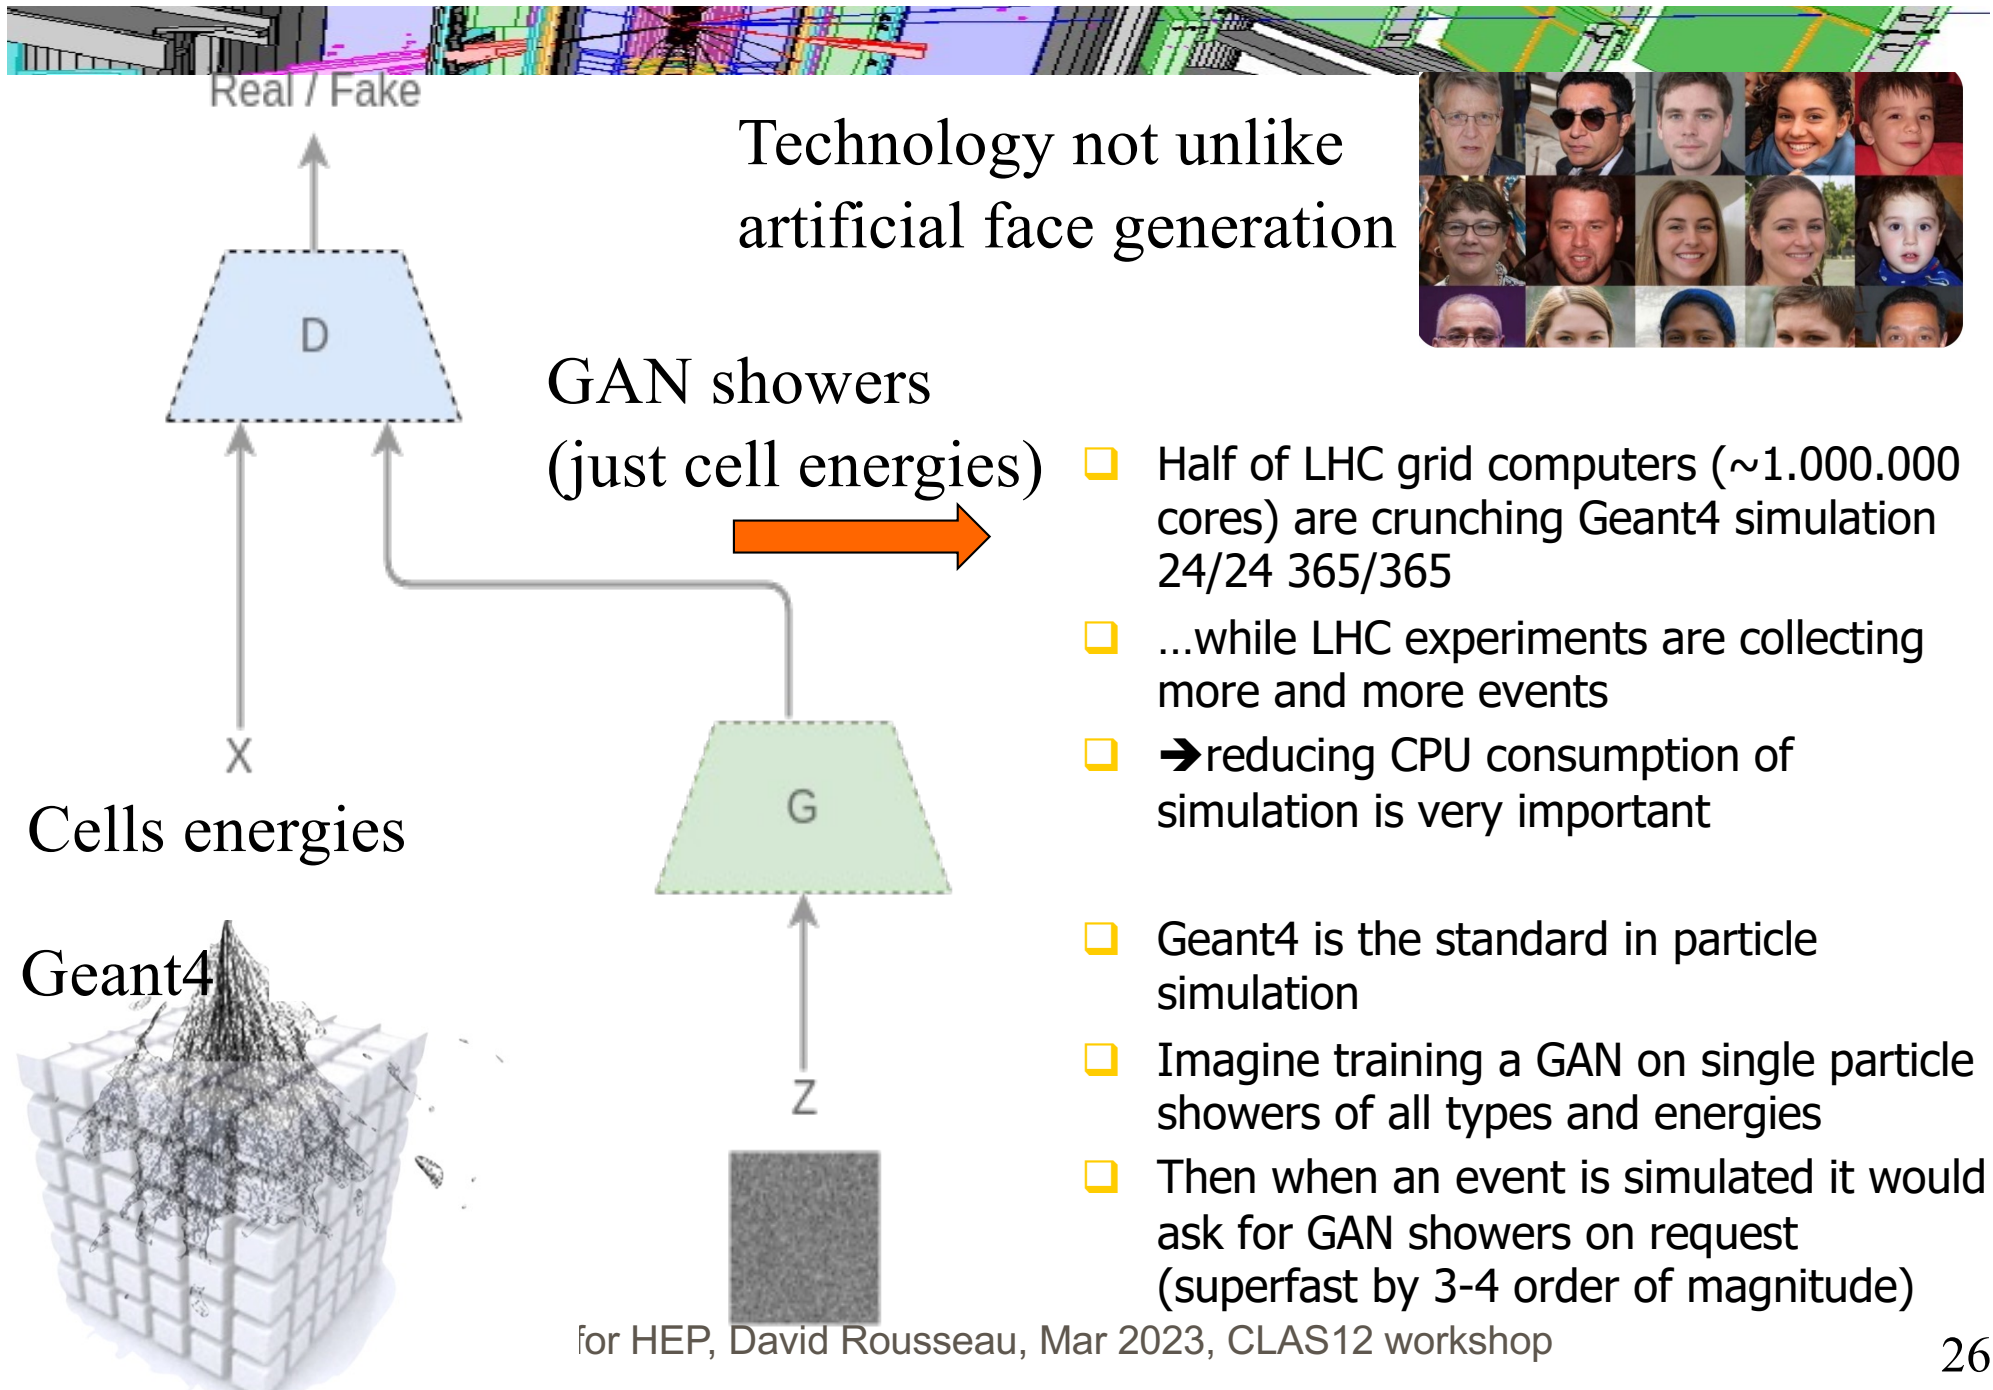 Real / Fake
Technology not unlike
artificial face generation
D
GAN showers
(just cell energies)
❑ Half of LHC grid computers (~1.000.000
cores) are crunching Geant4 simulation
24/24 365/365
❑ …while LHC experiments are collecting
more and more events
❑ ➔reducing CPU consumption of
simulation is very important
X
G
Cells energies
Geant4
Z
❑ Geant4 is the standard in particle
simulation
❑ Imagine training a GAN on single particle
showers of all types and energies
❑ Then when an event is simulated it would
ask for GAN showers on request
(superfast by 3-4 order of magnitude)
for HEP, David Rousseau, Mar 2023, CLAS12 workshop
26